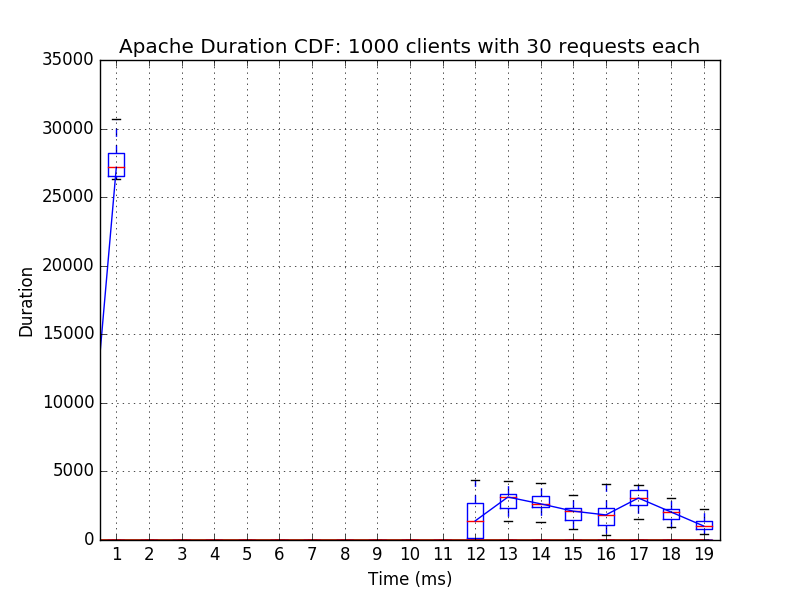 Apache Duration CDF: 1000 clients with 30 requests each
35000
30000
25000
20000
15000
10000
5000
0
Duration
1 2 3 4 5 6 7 8 9 10 11 12 13 14 15 16 17 18 19
Time (ms)